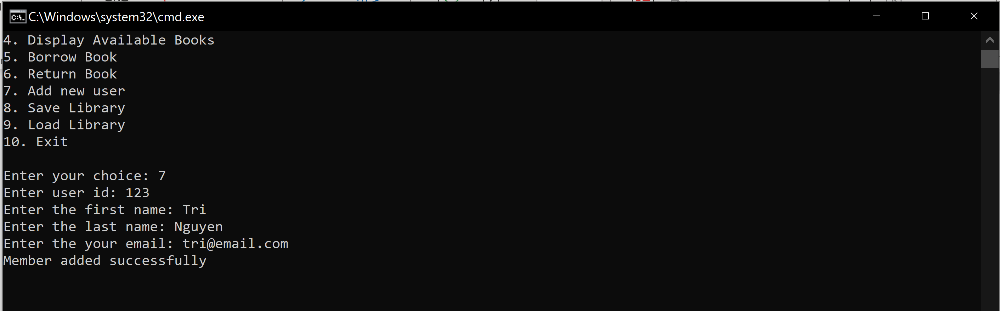 C:\Windows\system32\cmd.exe
4. Display Available Books
5. Borrow Book
6. Return Book
7. Add new user
8. Save Library
9. Load Library
10. Exit
Enter your choice: 7
Enter user id: 123
Enter the first name: Tri
Enter the last name: Nguyen
Enter the your email: tri@email.com
Member added successfully